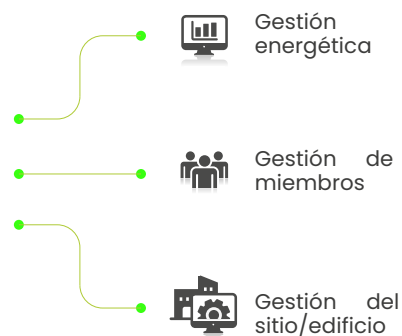 Gestión
energética
Gestión de
miembros
Gestión del
sitio/edificio